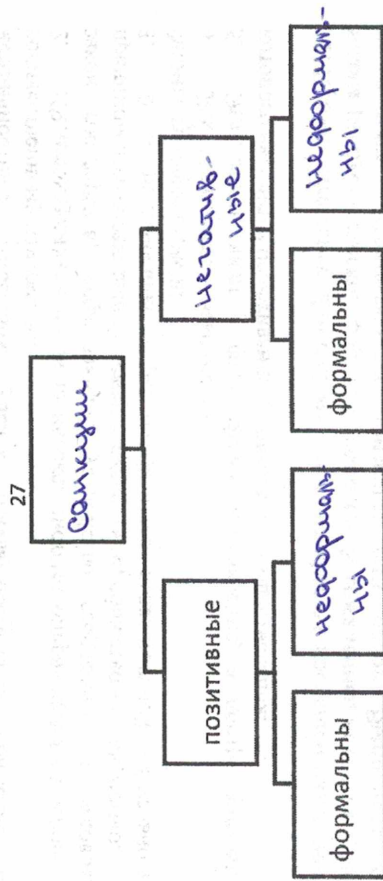 27
санкции
позитивные
негатив-
ные
формальны
неформаль-
ны
формальны
неформаль-
ны